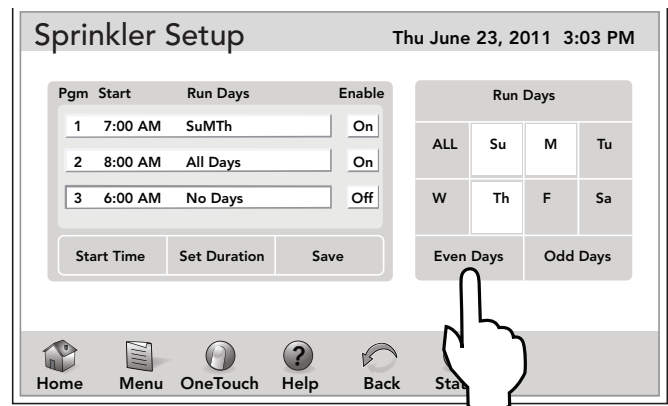 Sprinkler Setup Thu June 23, 2011 3:03 PM
Pgm Start Run Days Enable
1 7:00 AM SuMTh On
2 8:00 AM All Days On
3 6:00 AM No Days Off
Start Time Set Duration Save
Run Days
ALL Su M Tu
W Th F Sa
Even Days Odd Days
Home Menu OneTouch Help Back